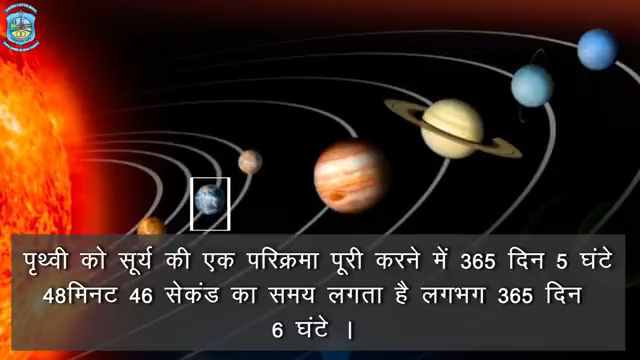 पृथ्वी को सूर्य की एक परिक्रमा पूरी करने में 365 दिन 5 घंटे
48मिनट 46 सेकंड का समय लगता है लगभग 365 दिन
6 घंटे ।